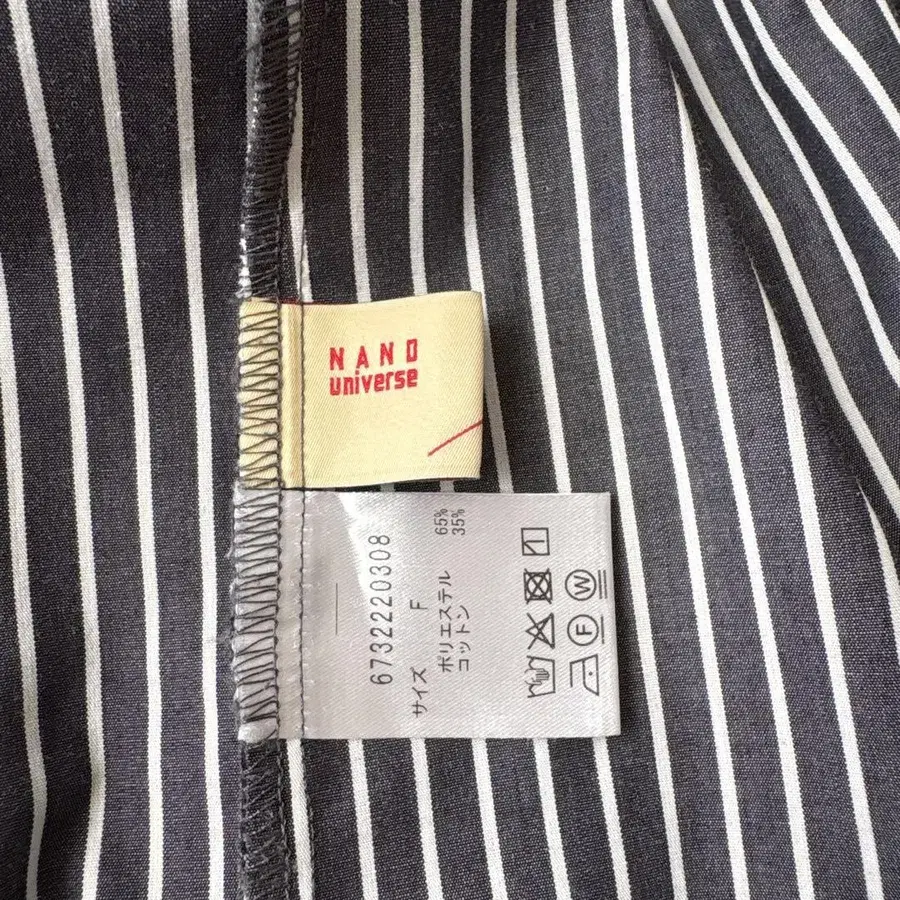 NANO
universe
6732220308
サイズ F
ポリエステル 65%
コットン 35%
F W